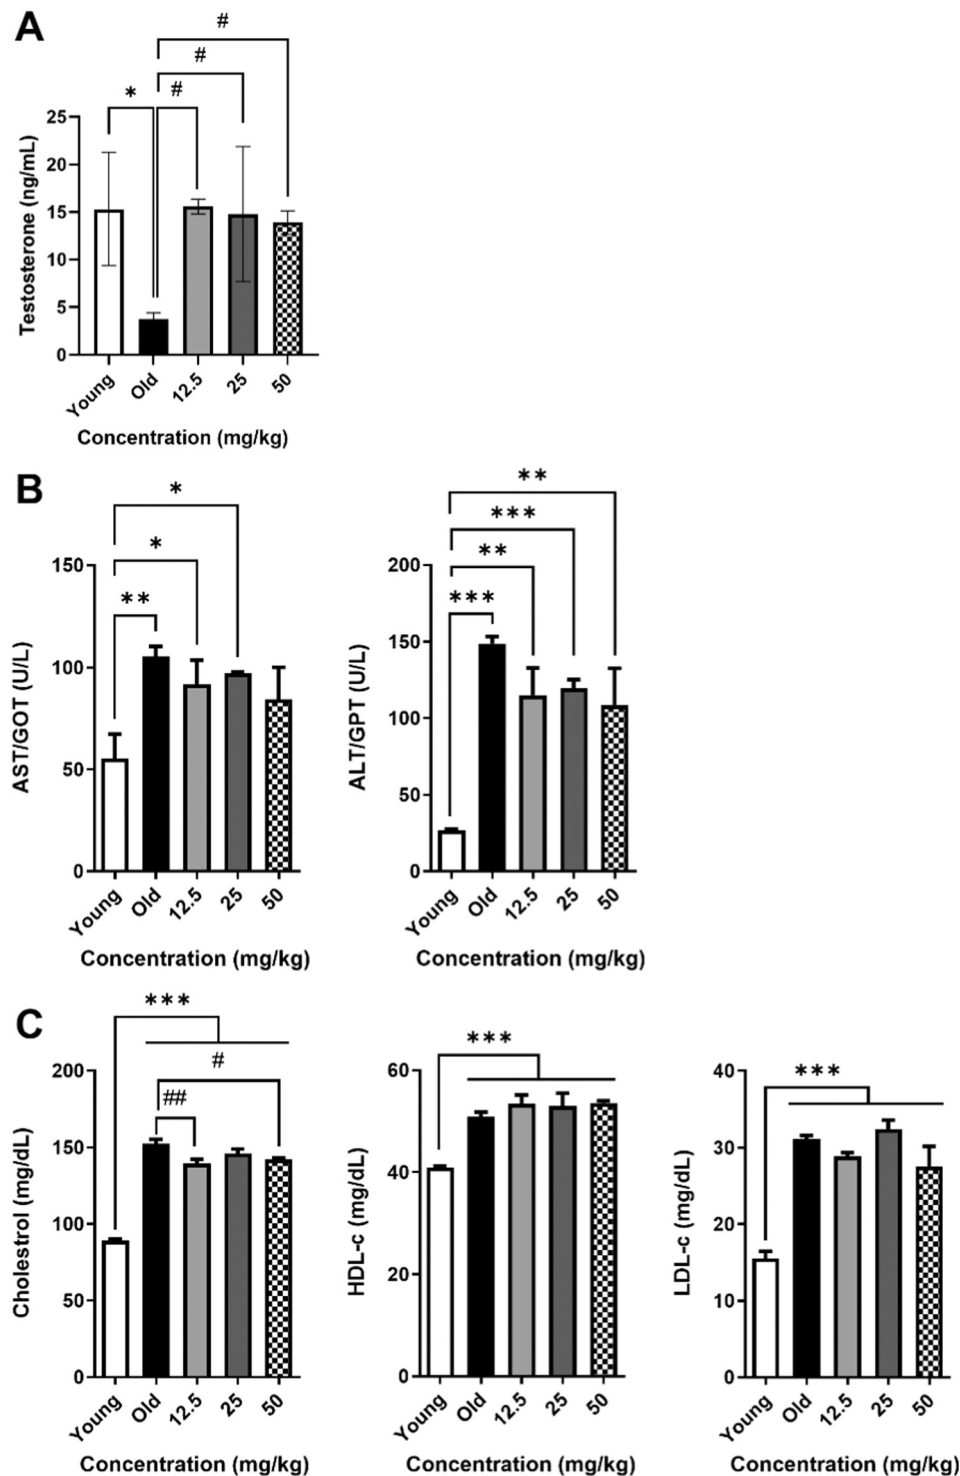 A
#
#
* #
25
20
15
10
5
0
Testosterone (ng/mL)
Young Old 12.5 25 50
Concentration (mg/kg)
B
*
*
**
150
100
50
0
AST/GOT (U/L)
Young Old 12.5 25 50
Concentration (mg/kg)
**
***
**
***
200
150
100
50
0
ALT/GPT (U/L)
Young Old 12.5 25 50
Concentration (mg/kg)
C
***
#
##
200
150
100
50
0
Cholestrol (mg/dL)
Young Old 12.5 25 50
Concentration (mg/kg)
***
60
40
20
0
HDL-c (mg/dL)
Young Old 12.5 25 50
Concentration (mg/kg)
***
40
30
20
10
0
LDL-c (mg/dL)
Young Old 12.5 25 50
Concentration (mg/kg)